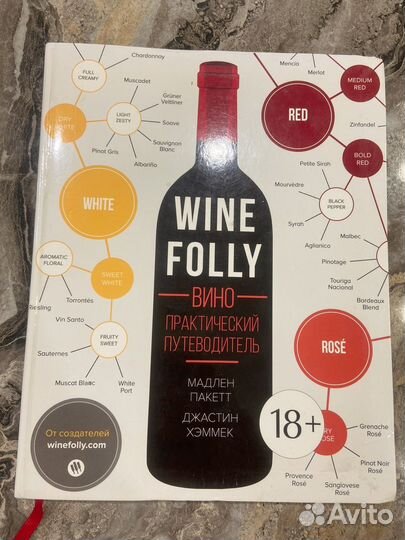 Chardonnay
FULL
CREAMY
Muscadet
Grüner
Veltliner
DRY
WHITE
LIGHT
ZESTY
Soave
Sauvignon
Blanc
Pinot Gris
Albariño
WHITE
AROMATIC
FLORAL
SWEET
WHITE
Torrontés
Riesling
Vin Santo
FRUITY
SWEET
Sauternes
Muscat Blanc
White
Port
От создателей
winefolly.com
WINE
FOLLY
ВИНО
ПРАКТИЧЕСКИЙ
ПУТЕВОДИТЕЛЬ
МАДЛЕН
ПАКЕТТ
ДЖАСТИН
ХЭММЕК
Mencia
Merlot
MEDIUM
RED
RED
Zinfandel
BOLD
RED
Petite Sirah
Mourvèdre
BLACK
PEPPER
Syrah
Malbec
Aglianico
Pinotage
Touriga
Nacional
Bordeaux
Blend
ROSÉ
18+
Grenache
Rosé
Pinot Noir
Rosé
Provence
Rosé
Sangiovese
Rosé
Avito